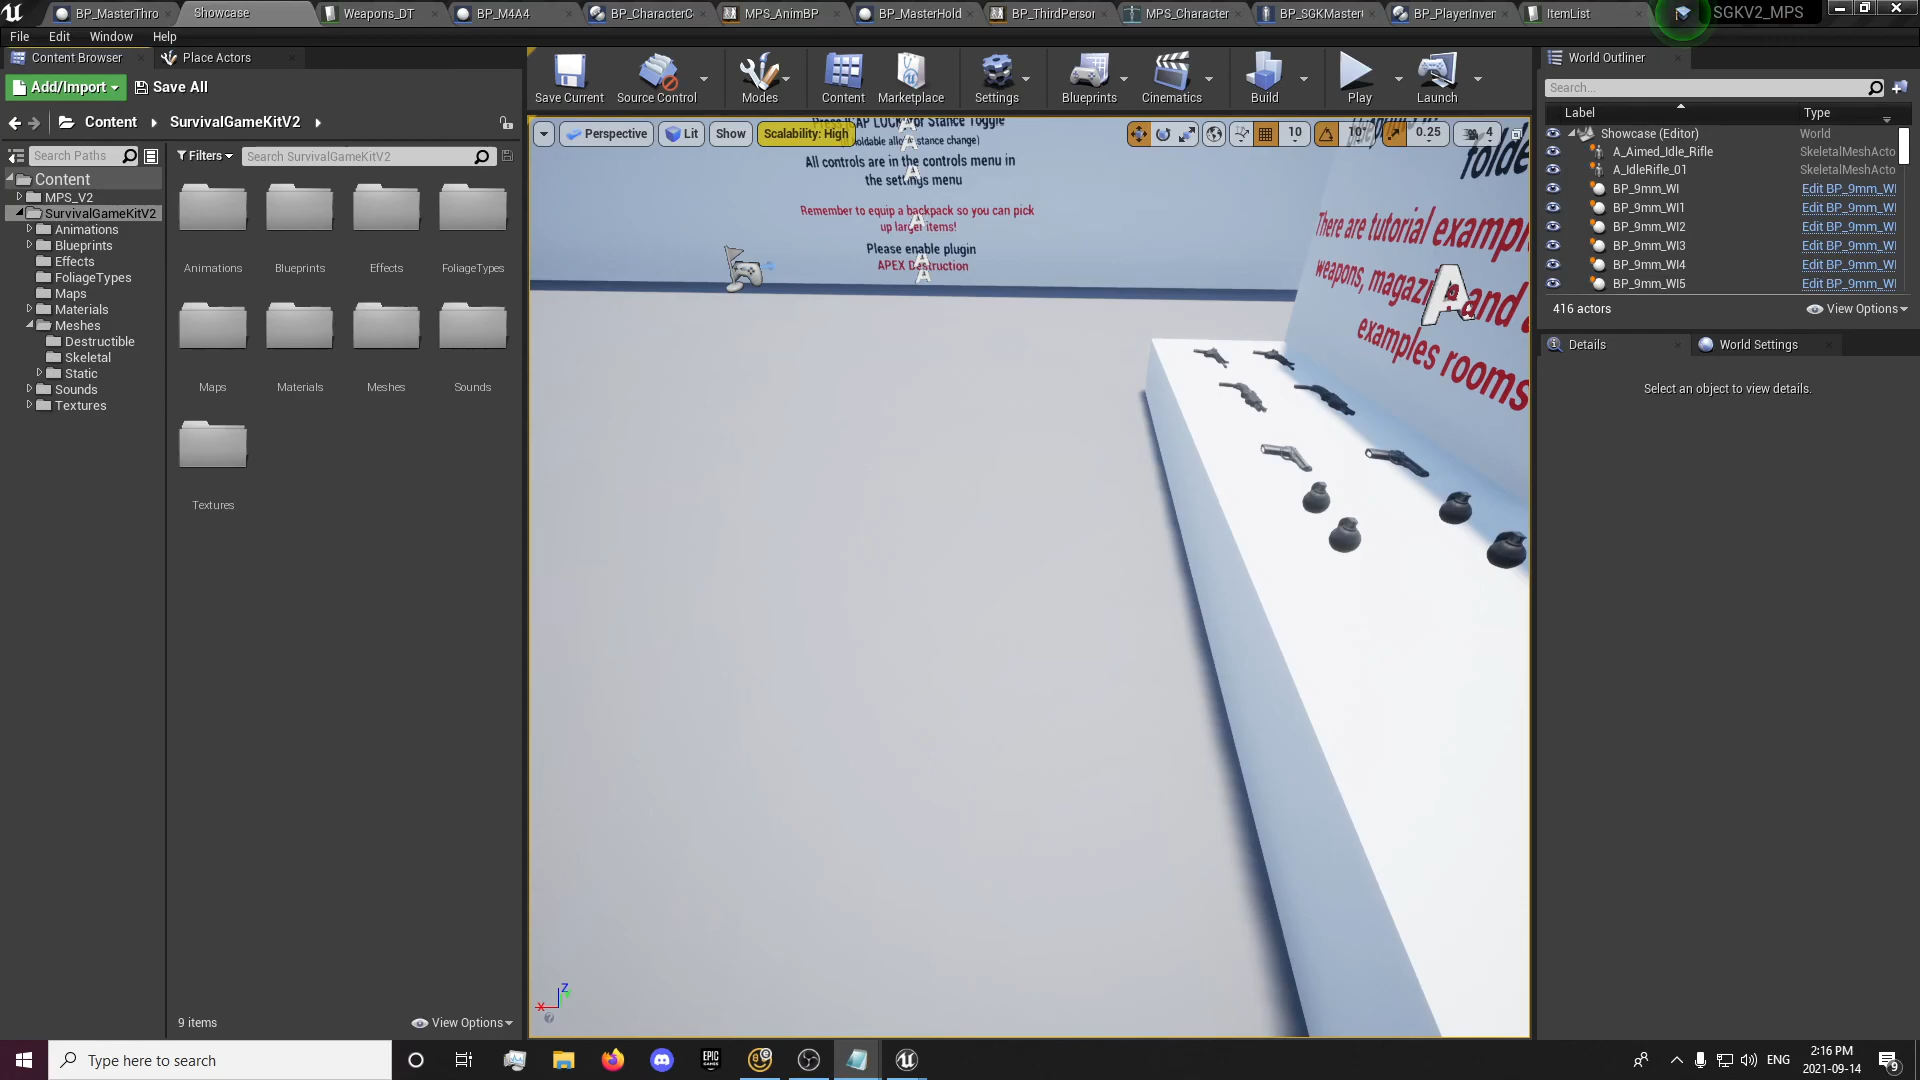 BP_MasterThro
Showcase
Weapons_DT
BP_M4A4
BP_CharacterC
MPS_AnimBP
BP_MasterHold
BP_ThirdPerson
MPS_Character
BP_SGKMaster
BP_PlayerInven
ItemList
SGKV2_MPS
File Edit Window Help
Content Browser
Place Actors
Add/Import
Save All
Content
SurvivalGameKitV2
Search Paths
Filters
Search SurvivalGameKitV2
Content
MPS_V2
SurvivalGameKitV2
Animations
Blueprints
Effects
FoliageTypes
Maps
Materials
Meshes
Destructible
Skeletal
Static
Sounds
Textures
Animations
Blueprints
Effects
FoliageTypes
Maps
Materials
Meshes
Sounds
Textures
9 items
View Options
Save Current
Source Control
Modes
Content
Marketplace
Settings
Blueprints
Cinematics
Build
Play
Launch
Perspective
Lit
Show
Scalability: High
10
10°
0.25
4
LOCK for Stance Toggle
All controls are in the controls menu in
the settings menu
Remember to equip a backpack so you can pick
up larger items!
Please enable plugin
APEX Destruction
folde
There are tutorial exampl
weapons, and
examples rooms
Z
X
World Outliner
Search...
Label
Type
Showcase (Editor)
World
A_Aimed_Idle_Rifle
SkeletalMeshActo
A_IdleRifle_01
SkeletalMeshActo
BP_9mm_WI
Edit BP_9mm_WI
BP_9mm_WI1
Edit BP_9mm_WI
BP_9mm_WI2
Edit BP_9mm_WI
BP_9mm_WI3
Edit BP_9mm_WI
BP_9mm_WI4
Edit BP_9mm_WI
BP_9mm_WI5
Edit BP_9mm_WI
416 actors
View Options
Details
World Settings
Select an object to view details.
Type here to search
EPIC GAMES
ENG
2:16 PM
2021-09-14
9